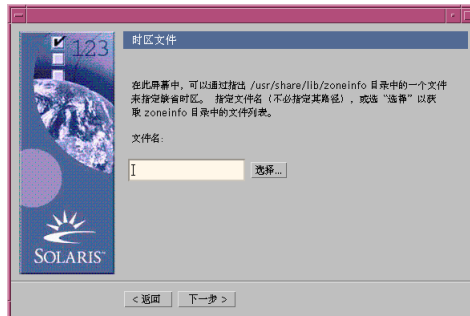 123
时区文件
在此屏幕中，可以通过指出 /usr/share/lib/zoneinfo 目录中的一个文件
来指定缺省时区。 指定文件名（不必指定其路径），或选“选择”以获
取 zoneinfo 目录中的文件列表。
文件名:
选择...
SOLARIS™
< 返回
下一步 >